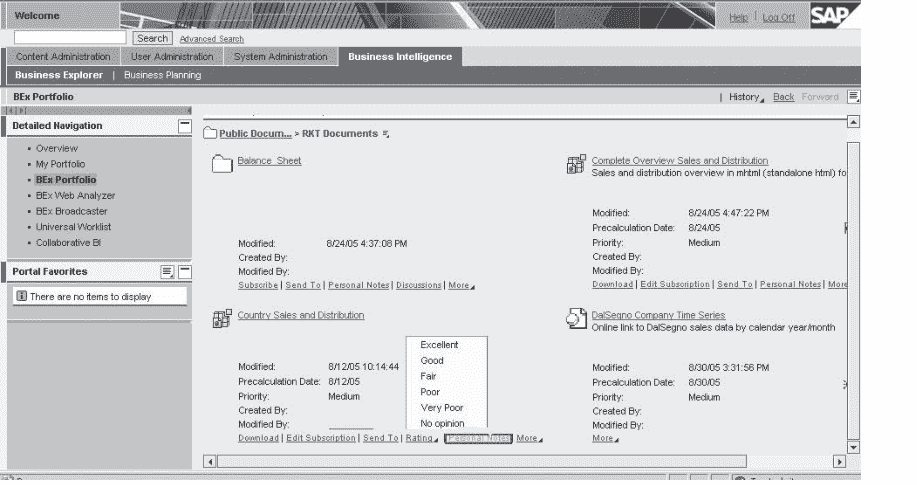 Welcome
Help | Log Off SAP
Search Advanced Search
Content Administration User Administration System Administration Business Intelligence
Business Explorer | Business Planning
BEx Portfolio
| History Back Forward
Detailed Navigation
• Overview
• My Portfolio
• BEx Portfolio
• BEx Web Analyzer
• BEx Broadcaster
• Universal Worklist
• Collaborative BI
Portal Favorites
There are no items to display
Public Docum... > RKT Documents
Balance_Sheet
Modified: 8/24/05 4:37:08 PM
Created By:
Modified By:
Subscribe | Send To | Personal Notes | Discussions | More
Complete Overview Sales and Distribution
Sales and distribution overview in mhtml (standalone html) fo
Modified: 8/24/05 4:47:22 PM
Precalculation Date: 8/24/05
Priority: Medium
Created By:
Modified By:
Download | Edit Subscription | Send To | Personal Notes | More
Country Sales and Distribution
Modified: 8/12/05 10:14:44
Precalculation Date: 8/12/05
Priority: Medium
Created By:
Modified By:
Download | Edit Subscription | Send To | Rating Personal Notes More
Excellent
Good
Fair
Poor
Very Poor
No opinion
DalSegno Company Time Series
Online link to DalSegno sales data by calendar year/month
Modified: 8/30/05 3:31:56 PM
Precalculation Date: 8/30/05
Priority: Medium
Created By:
Modified By:
More